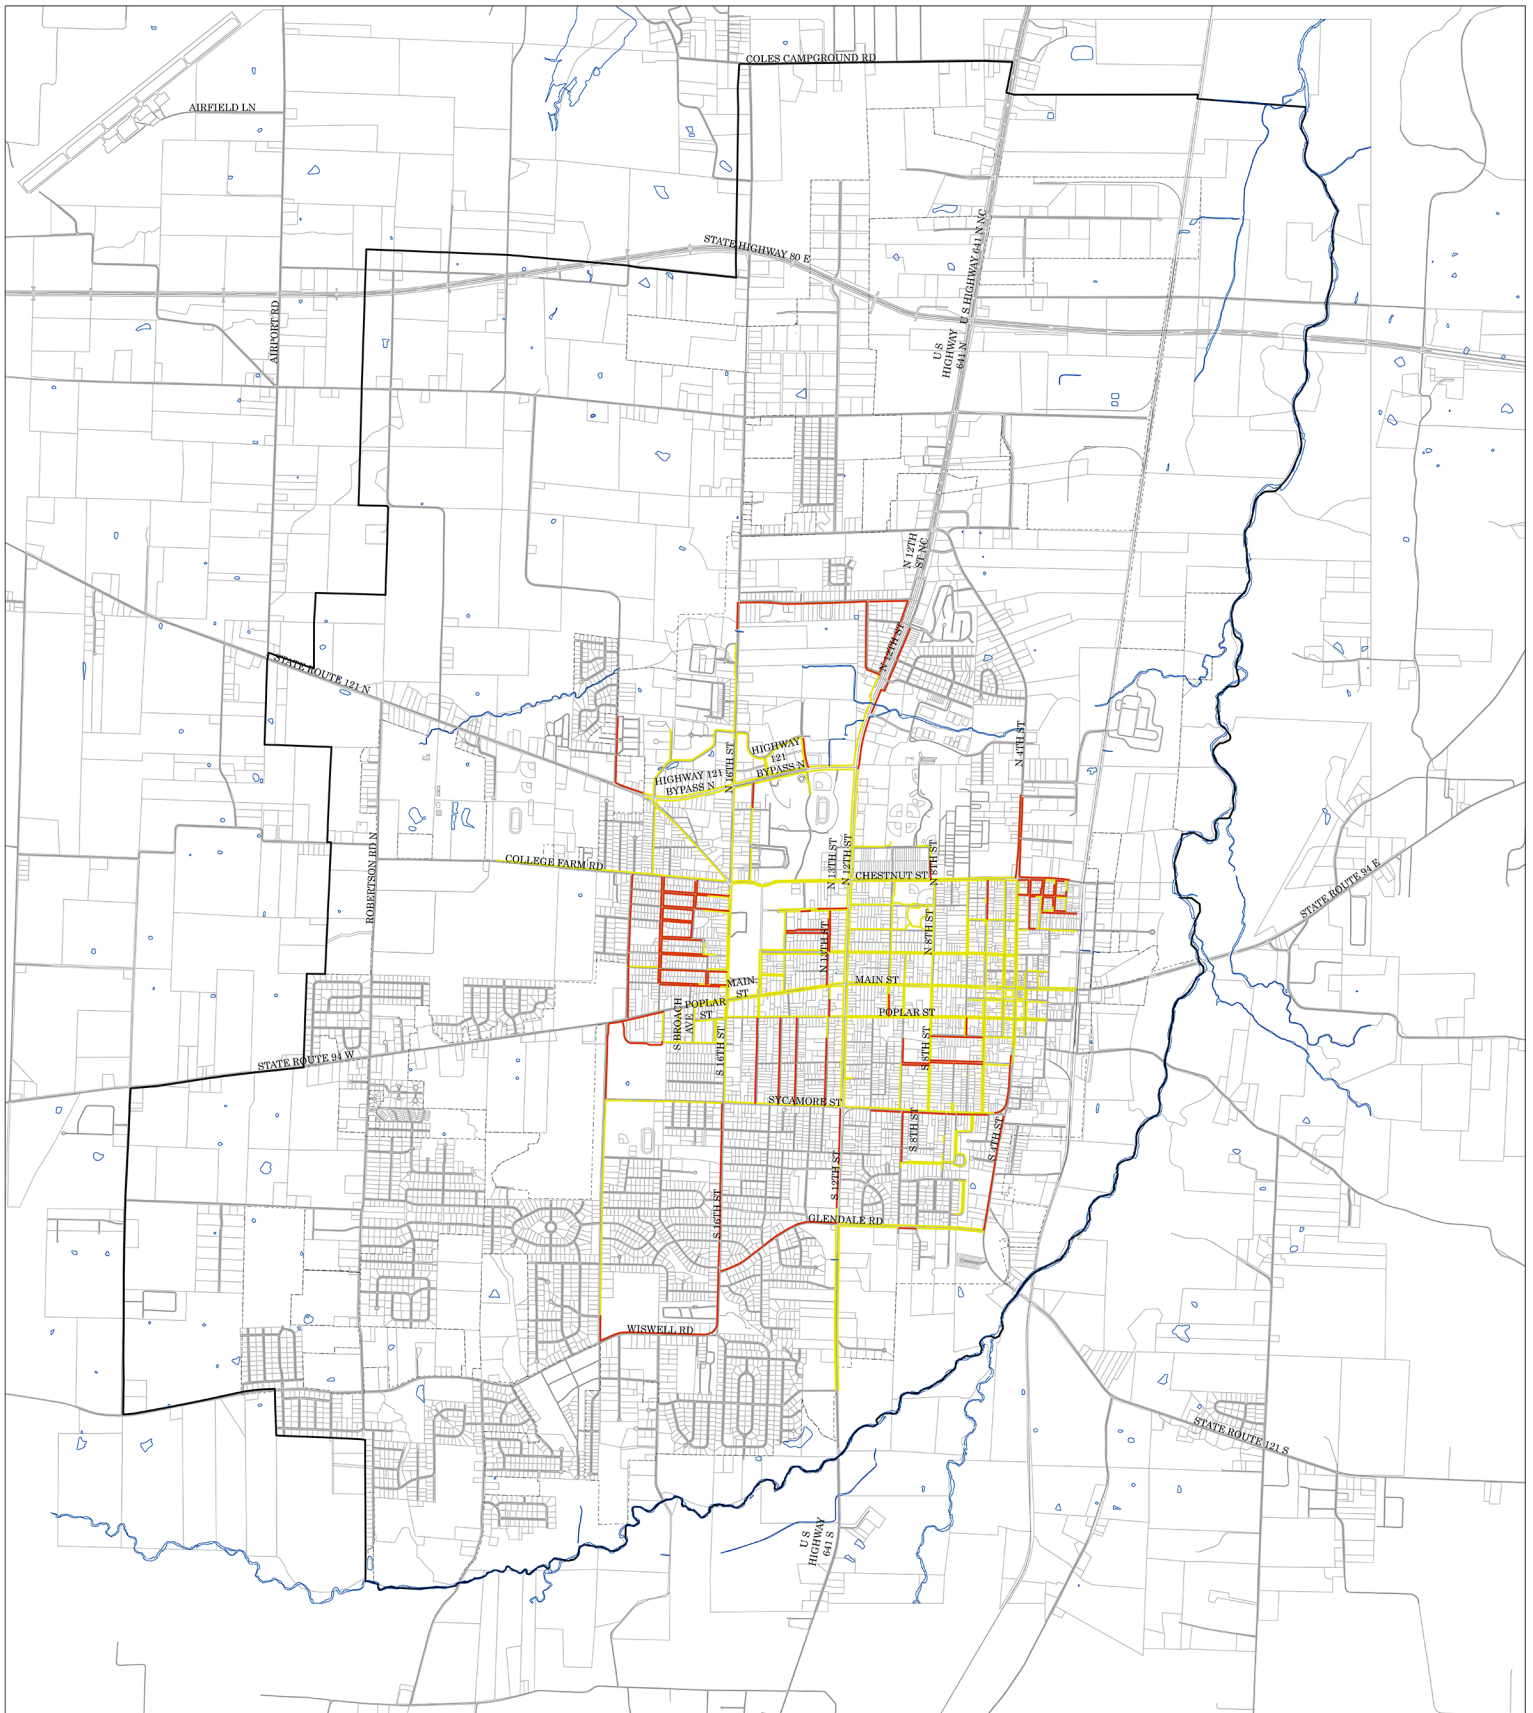 COLES CAMPGROUND RD
AIRFIELD LN
STATE HIGHWAY 80 E
U S HIGHWAY 641 N NC
AIRPORT RD
U S
HIGHWAY
641 N
N 12TH
ST NC
N 12TH ST
STATE ROUTE 121 N
N 4TH ST
N 16TH ST
HIGHWAY
121
BYPASS N
HIGHWAY 121
BYPASS N
ROBERTSON RD N
COLLEGE FARM RD
N 13TH ST
N 12TH ST
N 8TH ST
CHESTNUT ST
STATE ROUTE 94 E
N 13TH ST
N 8TH ST
MAIN
ST
MAIN ST
POPLAR
ST
S BROACH
AVE
POPLAR ST
S 16TH ST
S 8TH ST
STATE ROUTE 94 W
SYCAMORE ST
S 8TH ST
S 4TH ST
S 12TH ST
S 16TH ST
GLENDALE RD
WISWELL RD
STATE ROUTE 121 S
U S
HIGHWAY
641 S